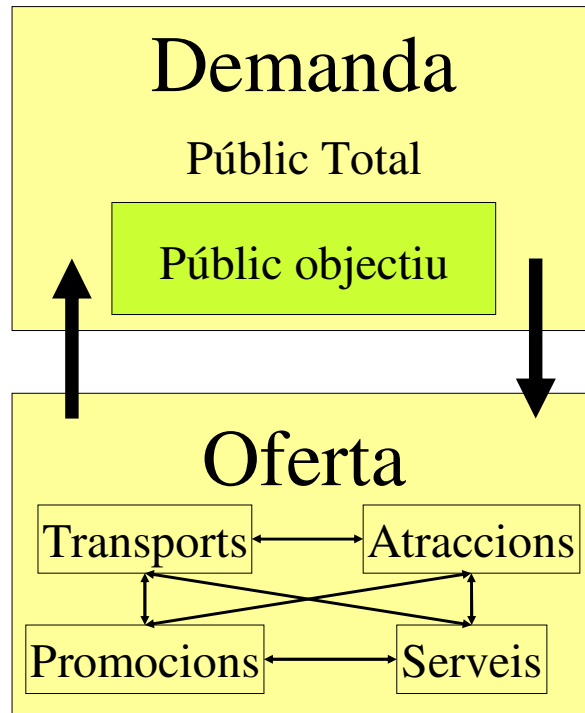 Demanda
Públic Total
Públic objectiu
Oferta
Transports
Atraccions
Promocions
Serveis